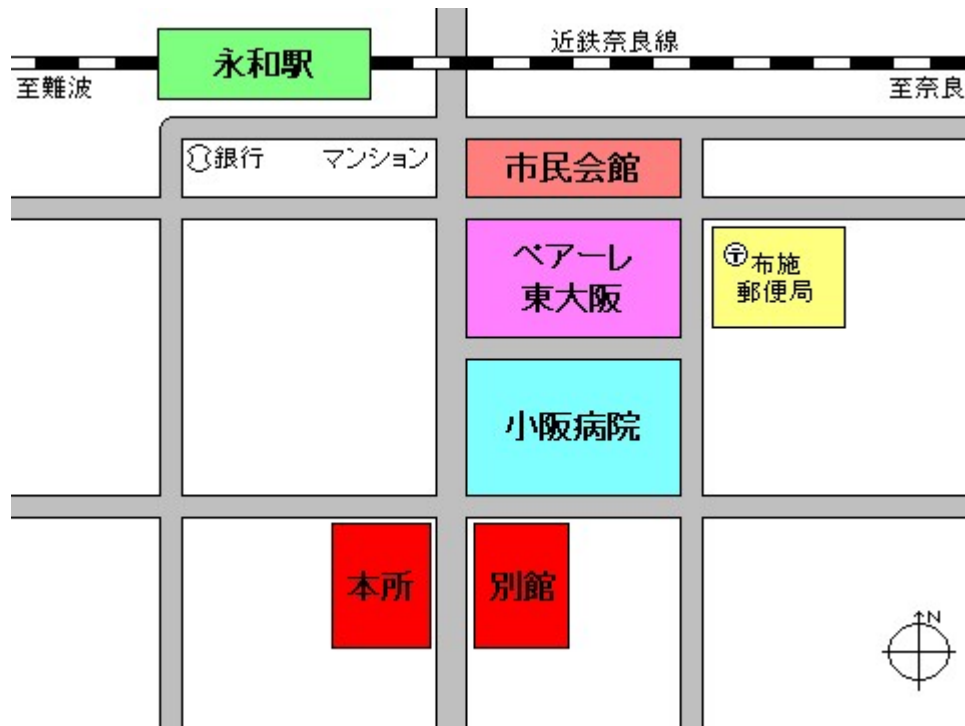 永和駅
近鉄奈良線
至難波
至奈良
銀行 マンション
市民会館
ペアーレ
東大阪
〒布施
郵便局
小阪病院
本所
別館
N